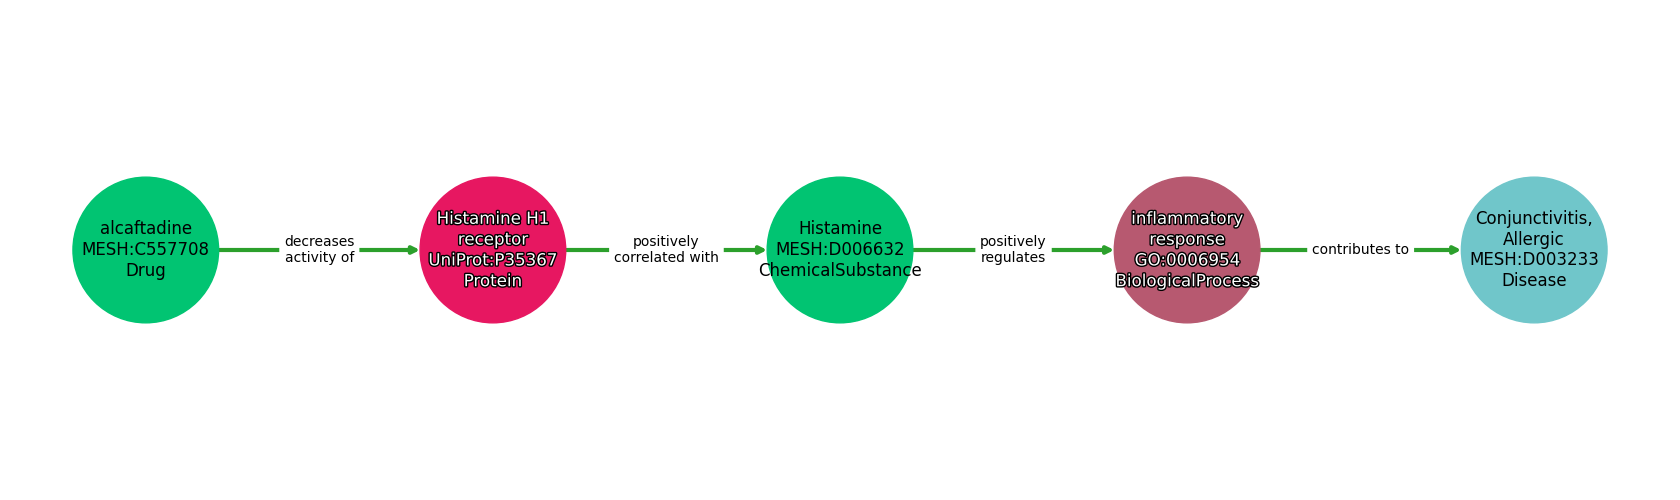 alcaftadine
MESH:C557708
Drug
decreases
activity of
Histamine H1
receptor
UniProt:P35367
Protein
positively
correlated with
Histamine
MESH:D006632
ChemicalSubstance
positively
regulates
inflammatory
response
GO:0006954
BiologicalProcess
contributes to
Conjunctivitis,
Allergic
MESH:D003233
Disease